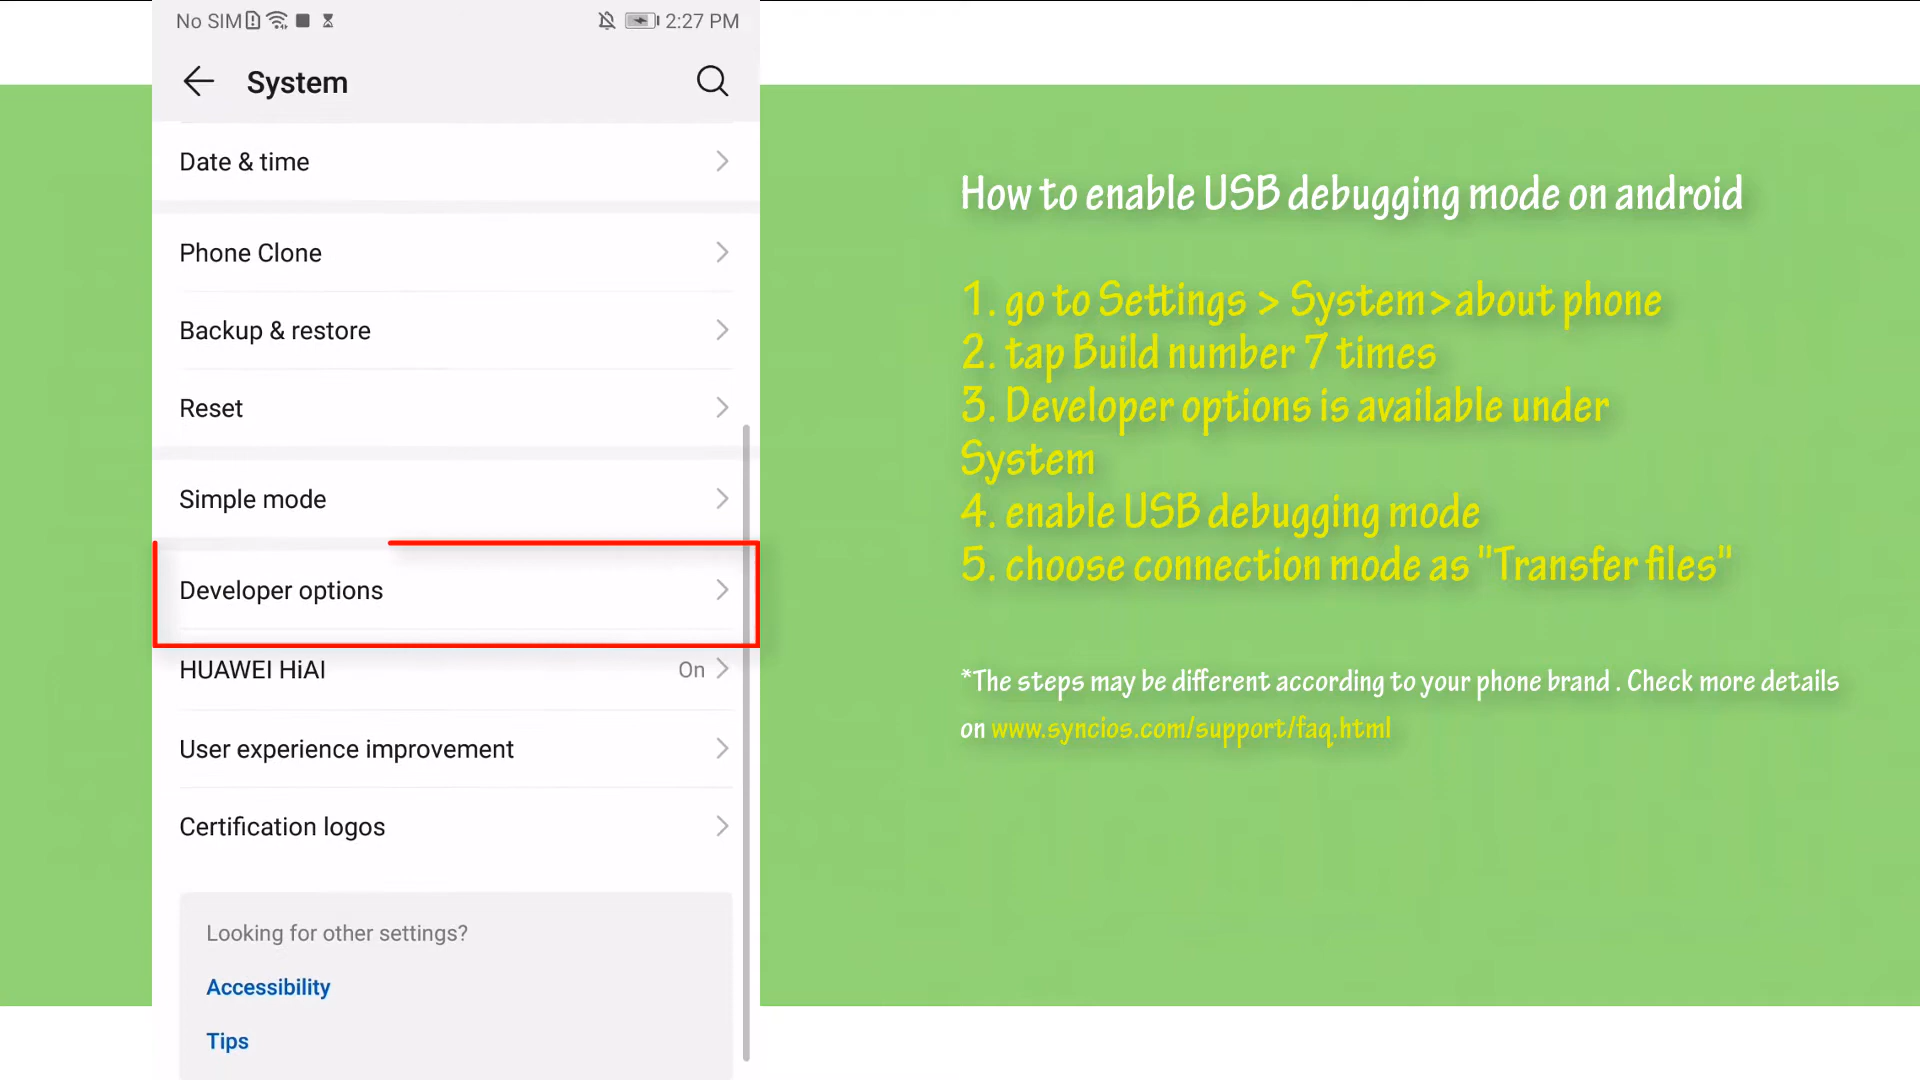 No SIM
2:27 PM
System
Date & time
Phone Clone
Backup & restore
Reset
Simple mode
Developer options
HUAWEI HiAI
On
User experience improvement
Certification logos
Looking for other settings?
Accessibility
Tips
How to enable USB debugging mode on android
1. go to Settings > System>about phone
2. tap Build number 7 times
3. Developer options is available under
System
4. enable USB debugging mode
5. choose connection mode as "Transfer files"
*The steps may be different according to your phone brand . Check more details
on www.syncios.com/support/faq.html